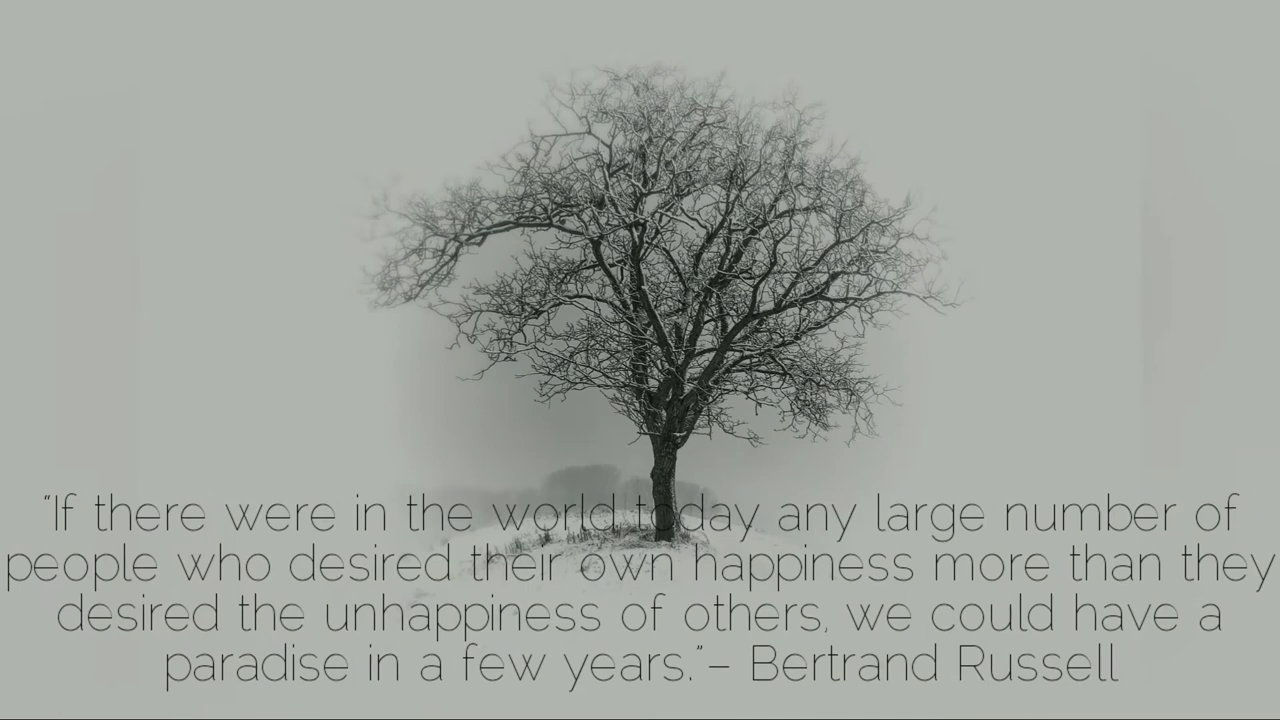 “If there were in the world today any large number of
people who desired their own happiness more than they
desired the unhappiness of others, we could have a
paradise in a few years.”– Bertrand Russell